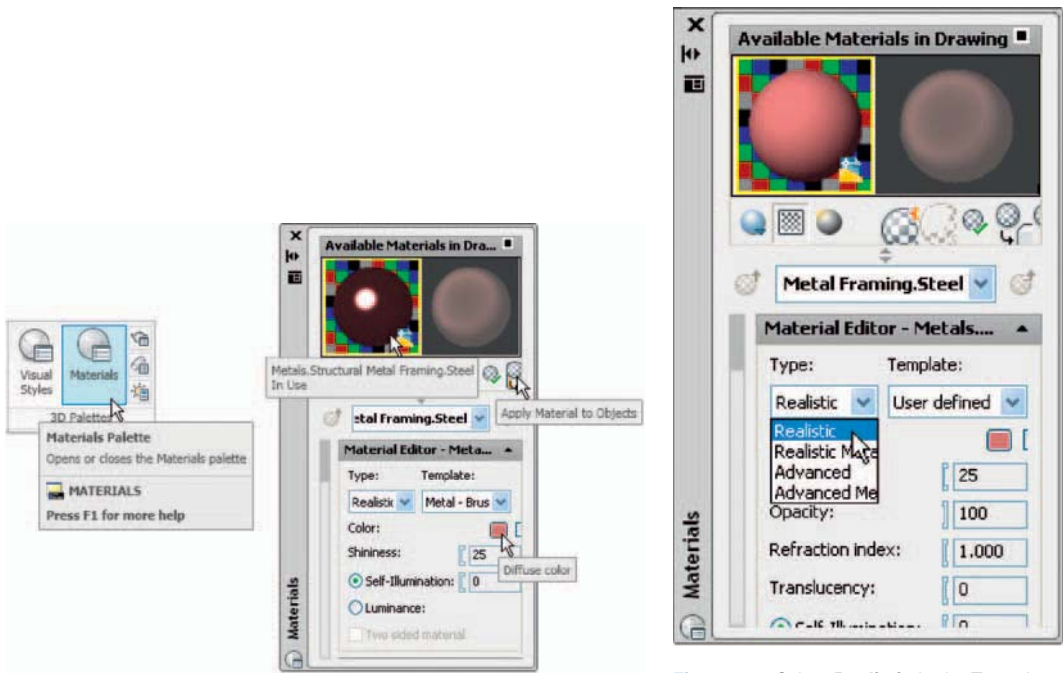 Visual
Styles
Materials
3D Palettes
Materials Palette
Opens or closes the Materials palette
MATERIALS
Press F1 for more help
Available Materials in Dra...
Metals.Structural Metal Framing.Steel
In Use
Apply Material to Objects
etal Framing.Steel
Material Editor - Meta...
Type: Template:
Realistic Metal - Brus
Color:
Shininess: 25
Diffuse color
Self-Illumination: 0
Luminance:
Two sided material
Materials
Available Materials in Drawing
Metal Framing.Steel
Material Editor - Metals....
Type: Template:
Realistic User defined
Realistic
Realistic
Advanced
Advanced Me
25
Opacity: 100
Refraction index: 1.000
Translucency: 0
Materials